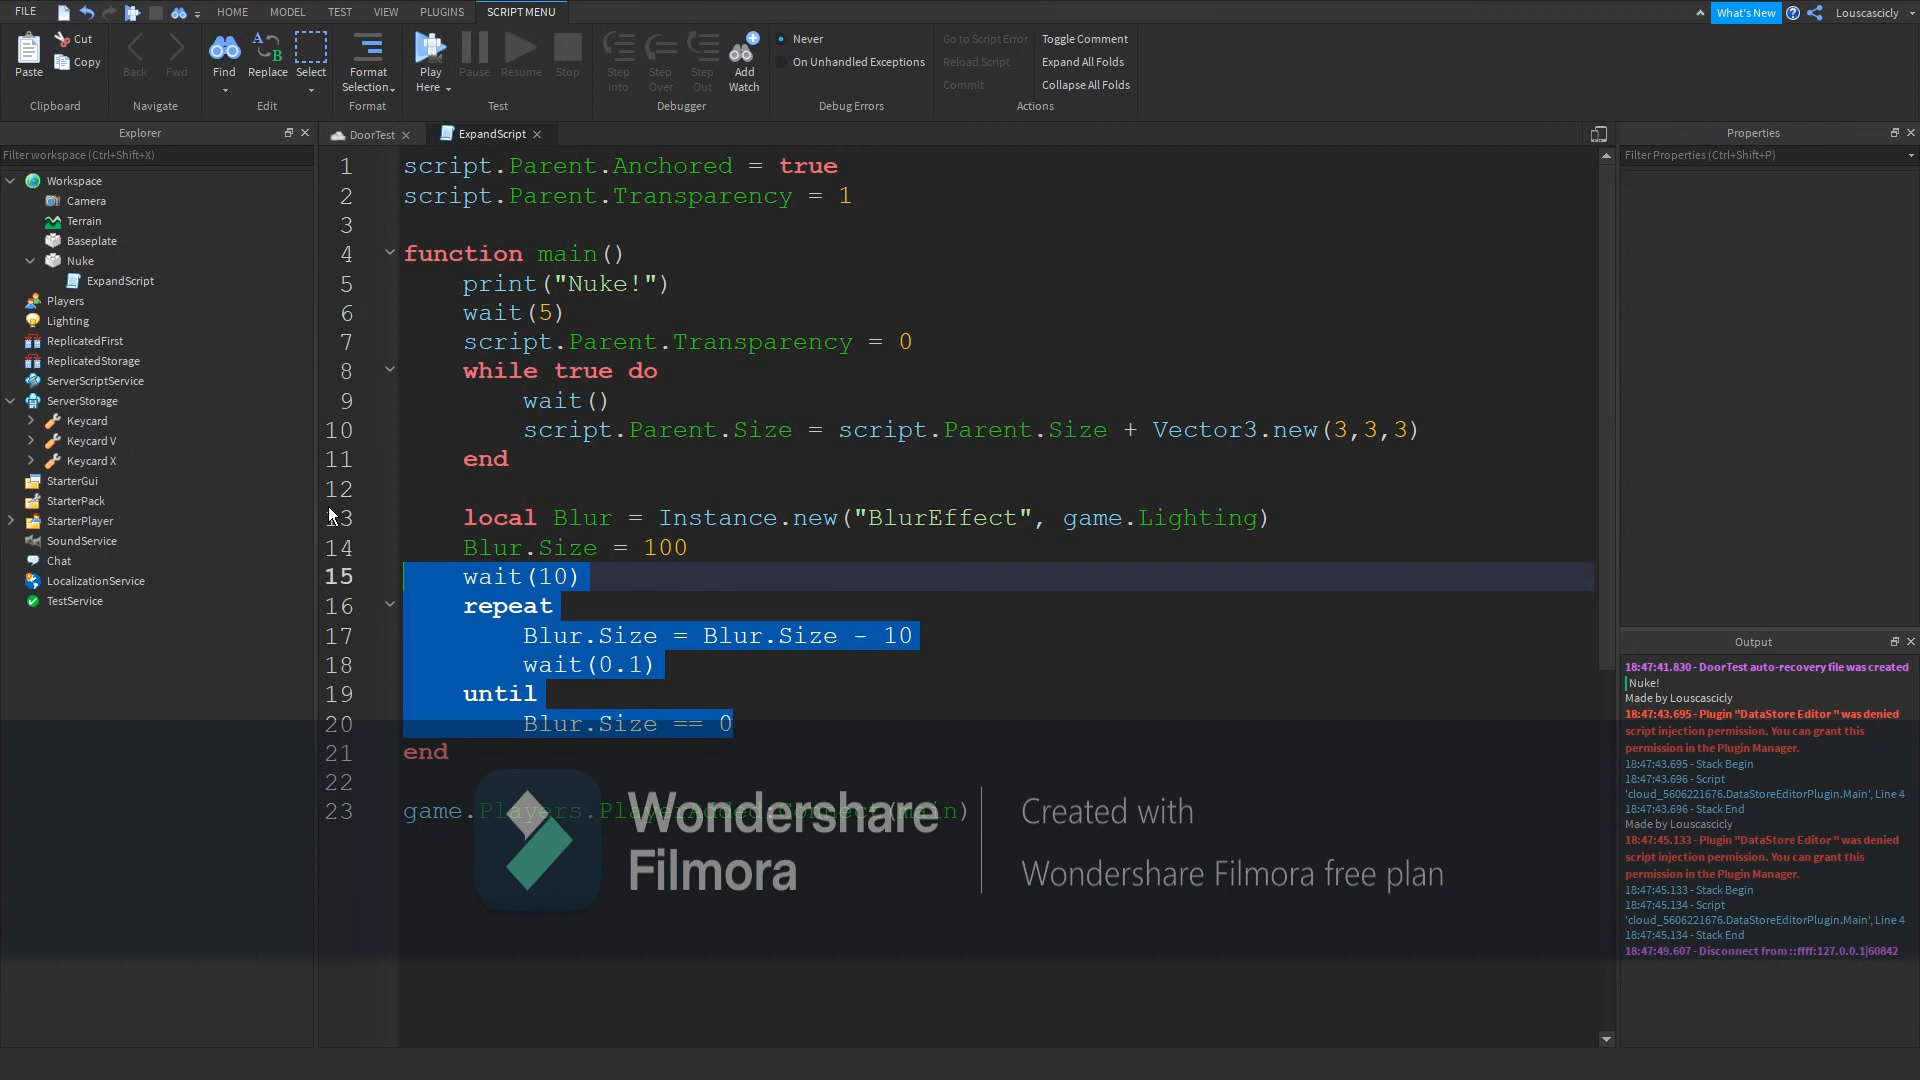 FILE HOME MODEL TEST VIEW PLUGINS SCRIPT MENU What's New Louscascicly
Paste Cut Copy Clipboard
Back Fwd Navigate
Find Replace Select Edit
Format Selection Format
Play Here Pause Resume Stop Test
Step Into Step Over Step Out Add Watch Debugger
Never
On Unhandled Exceptions
Debug Errors
Go to Script Error
Reload Script
Commit
Toggle Comment
Expand All Folds
Collapse All Folds
Actions
Explorer
Filter workspace (Ctrl+Shift+X)
Workspace
Camera
Terrain
Baseplate
Nuke
ExpandScript
Players
Lighting
ReplicatedFirst
ReplicatedStorage
ServerScriptService
ServerStorage
Keycard
Keycard V
Keycard X
StarterGui
StarterPack
StarterPlayer
SoundService
Chat
LocalizationService
TestService
DoorTest ExpandScript
1 script.Parent.Anchored = true
2 script.Parent.Transparency = 1
3
4 function main()
5 print("Nuke!")
6 wait(5)
7 script.Parent.Transparency = 0
8 while true do
9 wait()
10 script.Parent.Size = script.Parent.Size + Vector3.new(3,3,3)
11 end
12
13 local Blur = Instance.new("BlurEffect", game.Lighting)
14 Blur.Size = 100
15 wait(10)
16 repeat
17 Blur.Size = Blur.Size - 10
18 wait(0.1)
19 until
20 Blur.Size == 0
21 end
22
23 game.Players.PlayerAdded:Connect(main)
Wondershare
Filmora
Created with
Wondershare Filmora free plan
Properties
Filter Properties (Ctrl+Shift+P)
Output
18:47:41.830 - DoorTest auto-recovery file was created
Nuke!
Made by Louscascicly
18:47:43.695 - Plugin "DataStore Editor " was denied
script injection permission. You can grant this
permission in the Plugin Manager.
18:47:43.695 - Stack Begin
18:47:43.696 - Script
'cloud_5606221676.DataStoreEditorPlugin.Main', Line 4
18:47:43.696 - Stack End
Made by Louscascicly
18:47:45.133 - Plugin "DataStore Editor " was denied
script injection permission. You can grant this
permission in the Plugin Manager.
18:47:45.133 - Stack Begin
18:47:45.134 - Script
'cloud_5606221676.DataStoreEditorPlugin.Main', Line 4
18:47:45.134 - Stack End
18:47:49.607 - Disconnect from ::ffff:127.0.0.1|60842